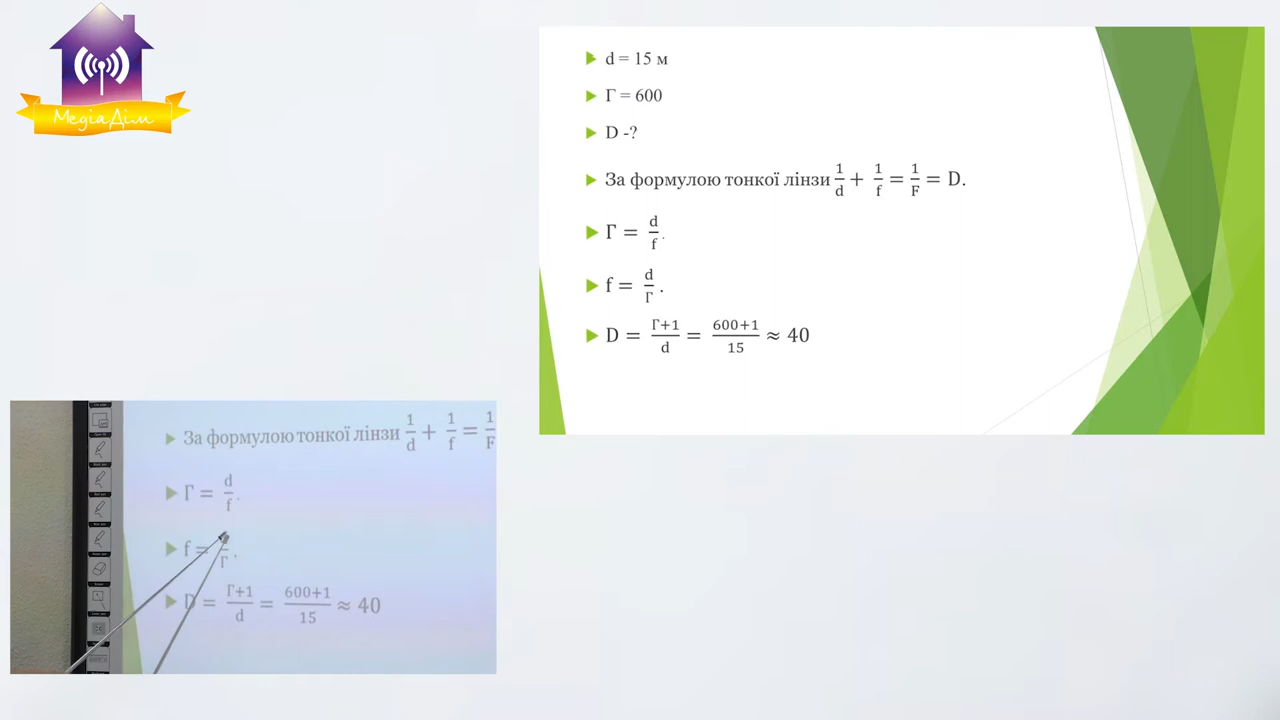 МедіаДім
d = 15 м
Г = 600
D -?
За формулою тонкої лінзи 1/d + 1/f = 1/F = D.
Г = d/f.
f = d/Г.
D = Г+1/d = 600+1/15 ≈ 40
За формулою тонкої лінзи 1/d + 1/f = 1/F
Г = d/f.
f = /Г.
D = Г+1/d = 600+1/15 ≈ 40